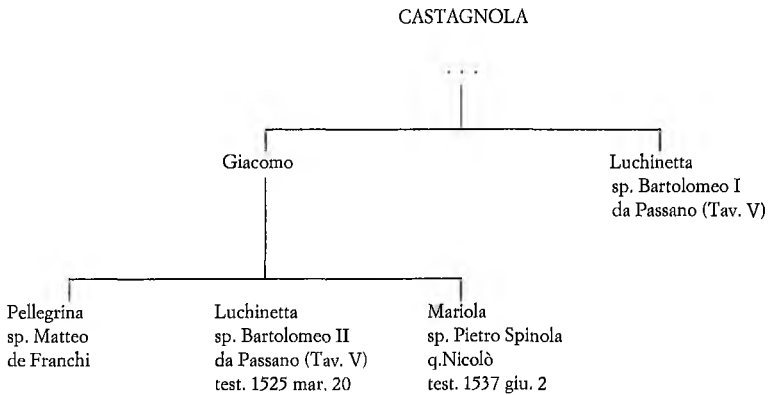 CASTAGNOLA
. . .
Giacomo
Luchinetta
sp. Bartolomeo I
da Passano (Tav. V)
Pellegrina
sp. Matteo
de Franchi
Luchinetta
sp. Bartolomeo II
da Passano (Tav. V)
test. 1525 mar. 20
Mariola
sp. Pietro Spinola
q.Nicolò
test. 1537 giu. 2